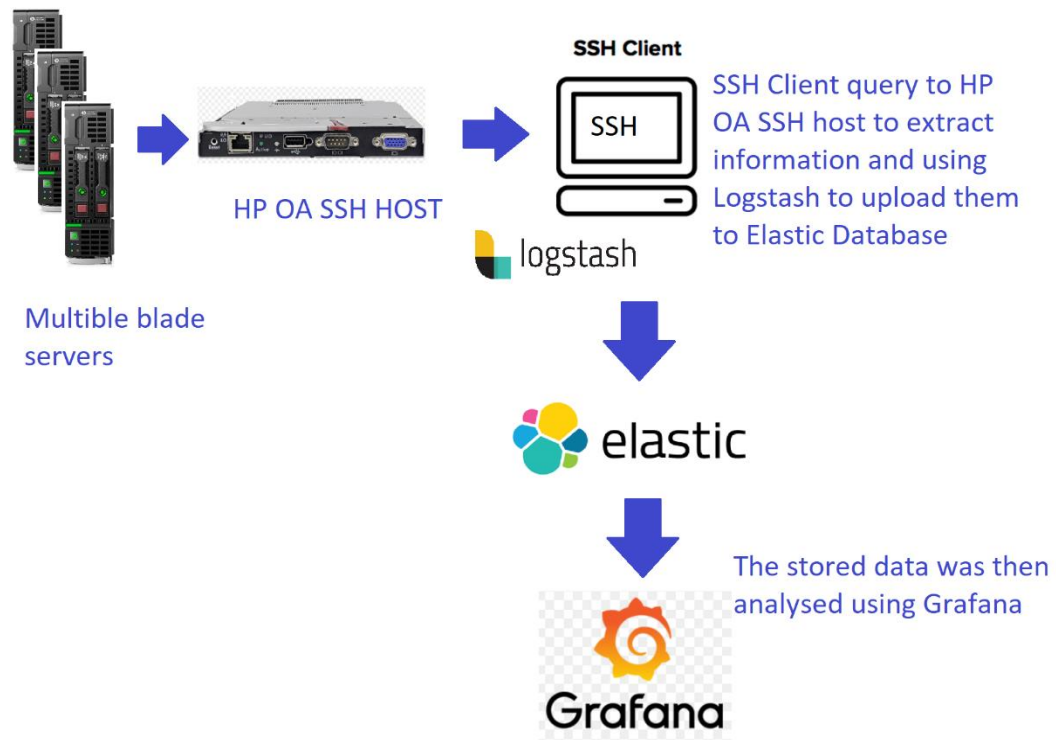 SSH Client
SSH
SSH Client query to HP
OA SSH host to extract
information and using
Logstash to upload them
to Elastic Database
HP OA SSH HOST
logstash
Multible blade
servers
elastic
The stored data was then
analysed using Grafana
Grafana